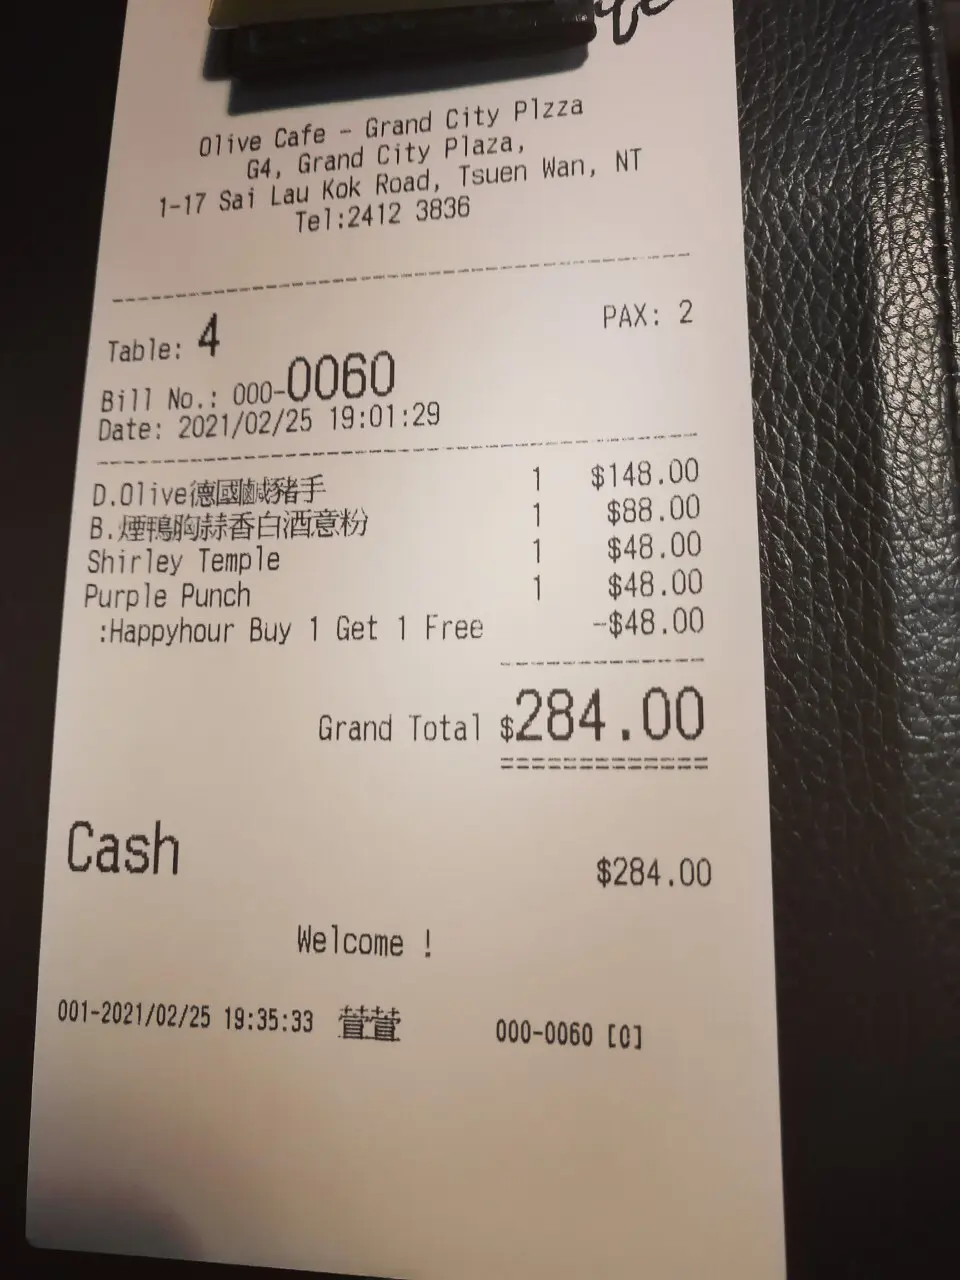 Olive Cafe - Grand City Plzza
G4, Grand City Plaza,
1-17 Sai Lau Kok Road, Tsuen Wan, NT
Tel:2412 3836
Table: 4 PAX: 2
Bill No.: 000-0060
Date: 2021/02/25 19:01:29
D.Olive德國鹹豬手 1 $148.00
B.煙鴨胸蒜香白酒意粉 1 $88.00
Shirley Temple 1 $48.00
Purple Punch 1 $48.00
:Happyhour Buy 1 Get 1 Free -$48.00
Grand Total $284.00
Cash $284.00
Welcome !
001-2021/02/25 19:35:33 萱萱 000-0060 [0]